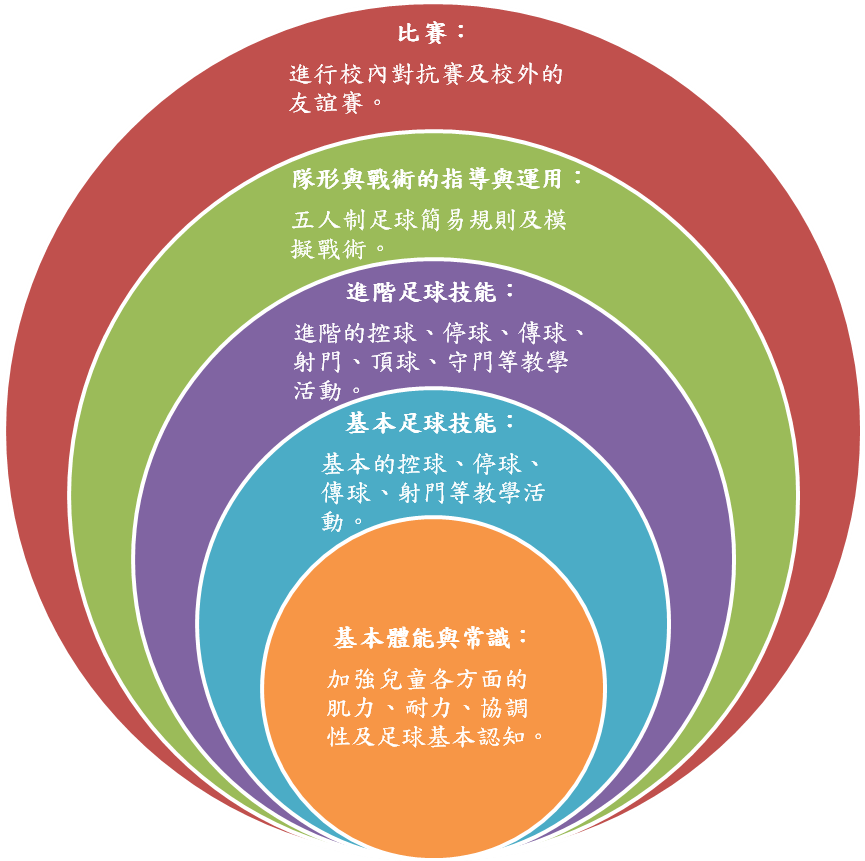 比賽：
進行校內對抗賽及校外的
友誼賽。
隊形與戰術的指導與運用：
五人制足球簡易規則及模
擬戰術。
進階足球技能：
進階的控球、停球、傳球、
射門、頂球、守門等教學
活動。
基本足球技能：
基本的控球、停球、
傳球、射門等教學活
動。
基本體能與常識：
加強兒童各方面的
肌力、耐力、協調
性及足球基本認知。